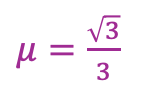 μ = √3/3